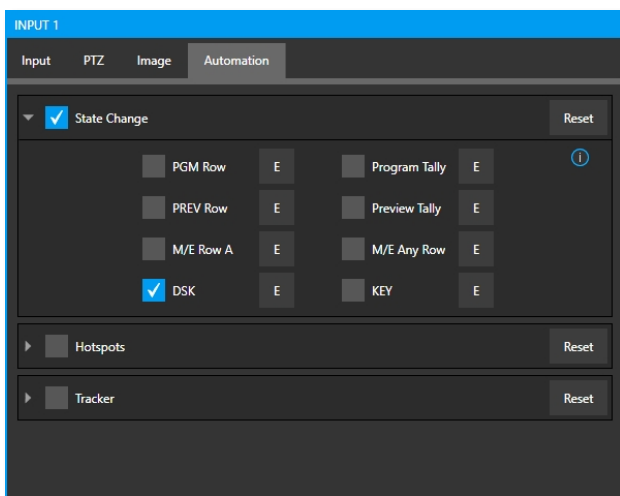 INPUT 1
Input PTZ Image Automation
State Change Reset
PGM Row E Program Tally E
PREV Row E Preview Tally E
M/E Row A E M/E Any Row E
DSK E KEY E
Hotspots Reset
Tracker Reset